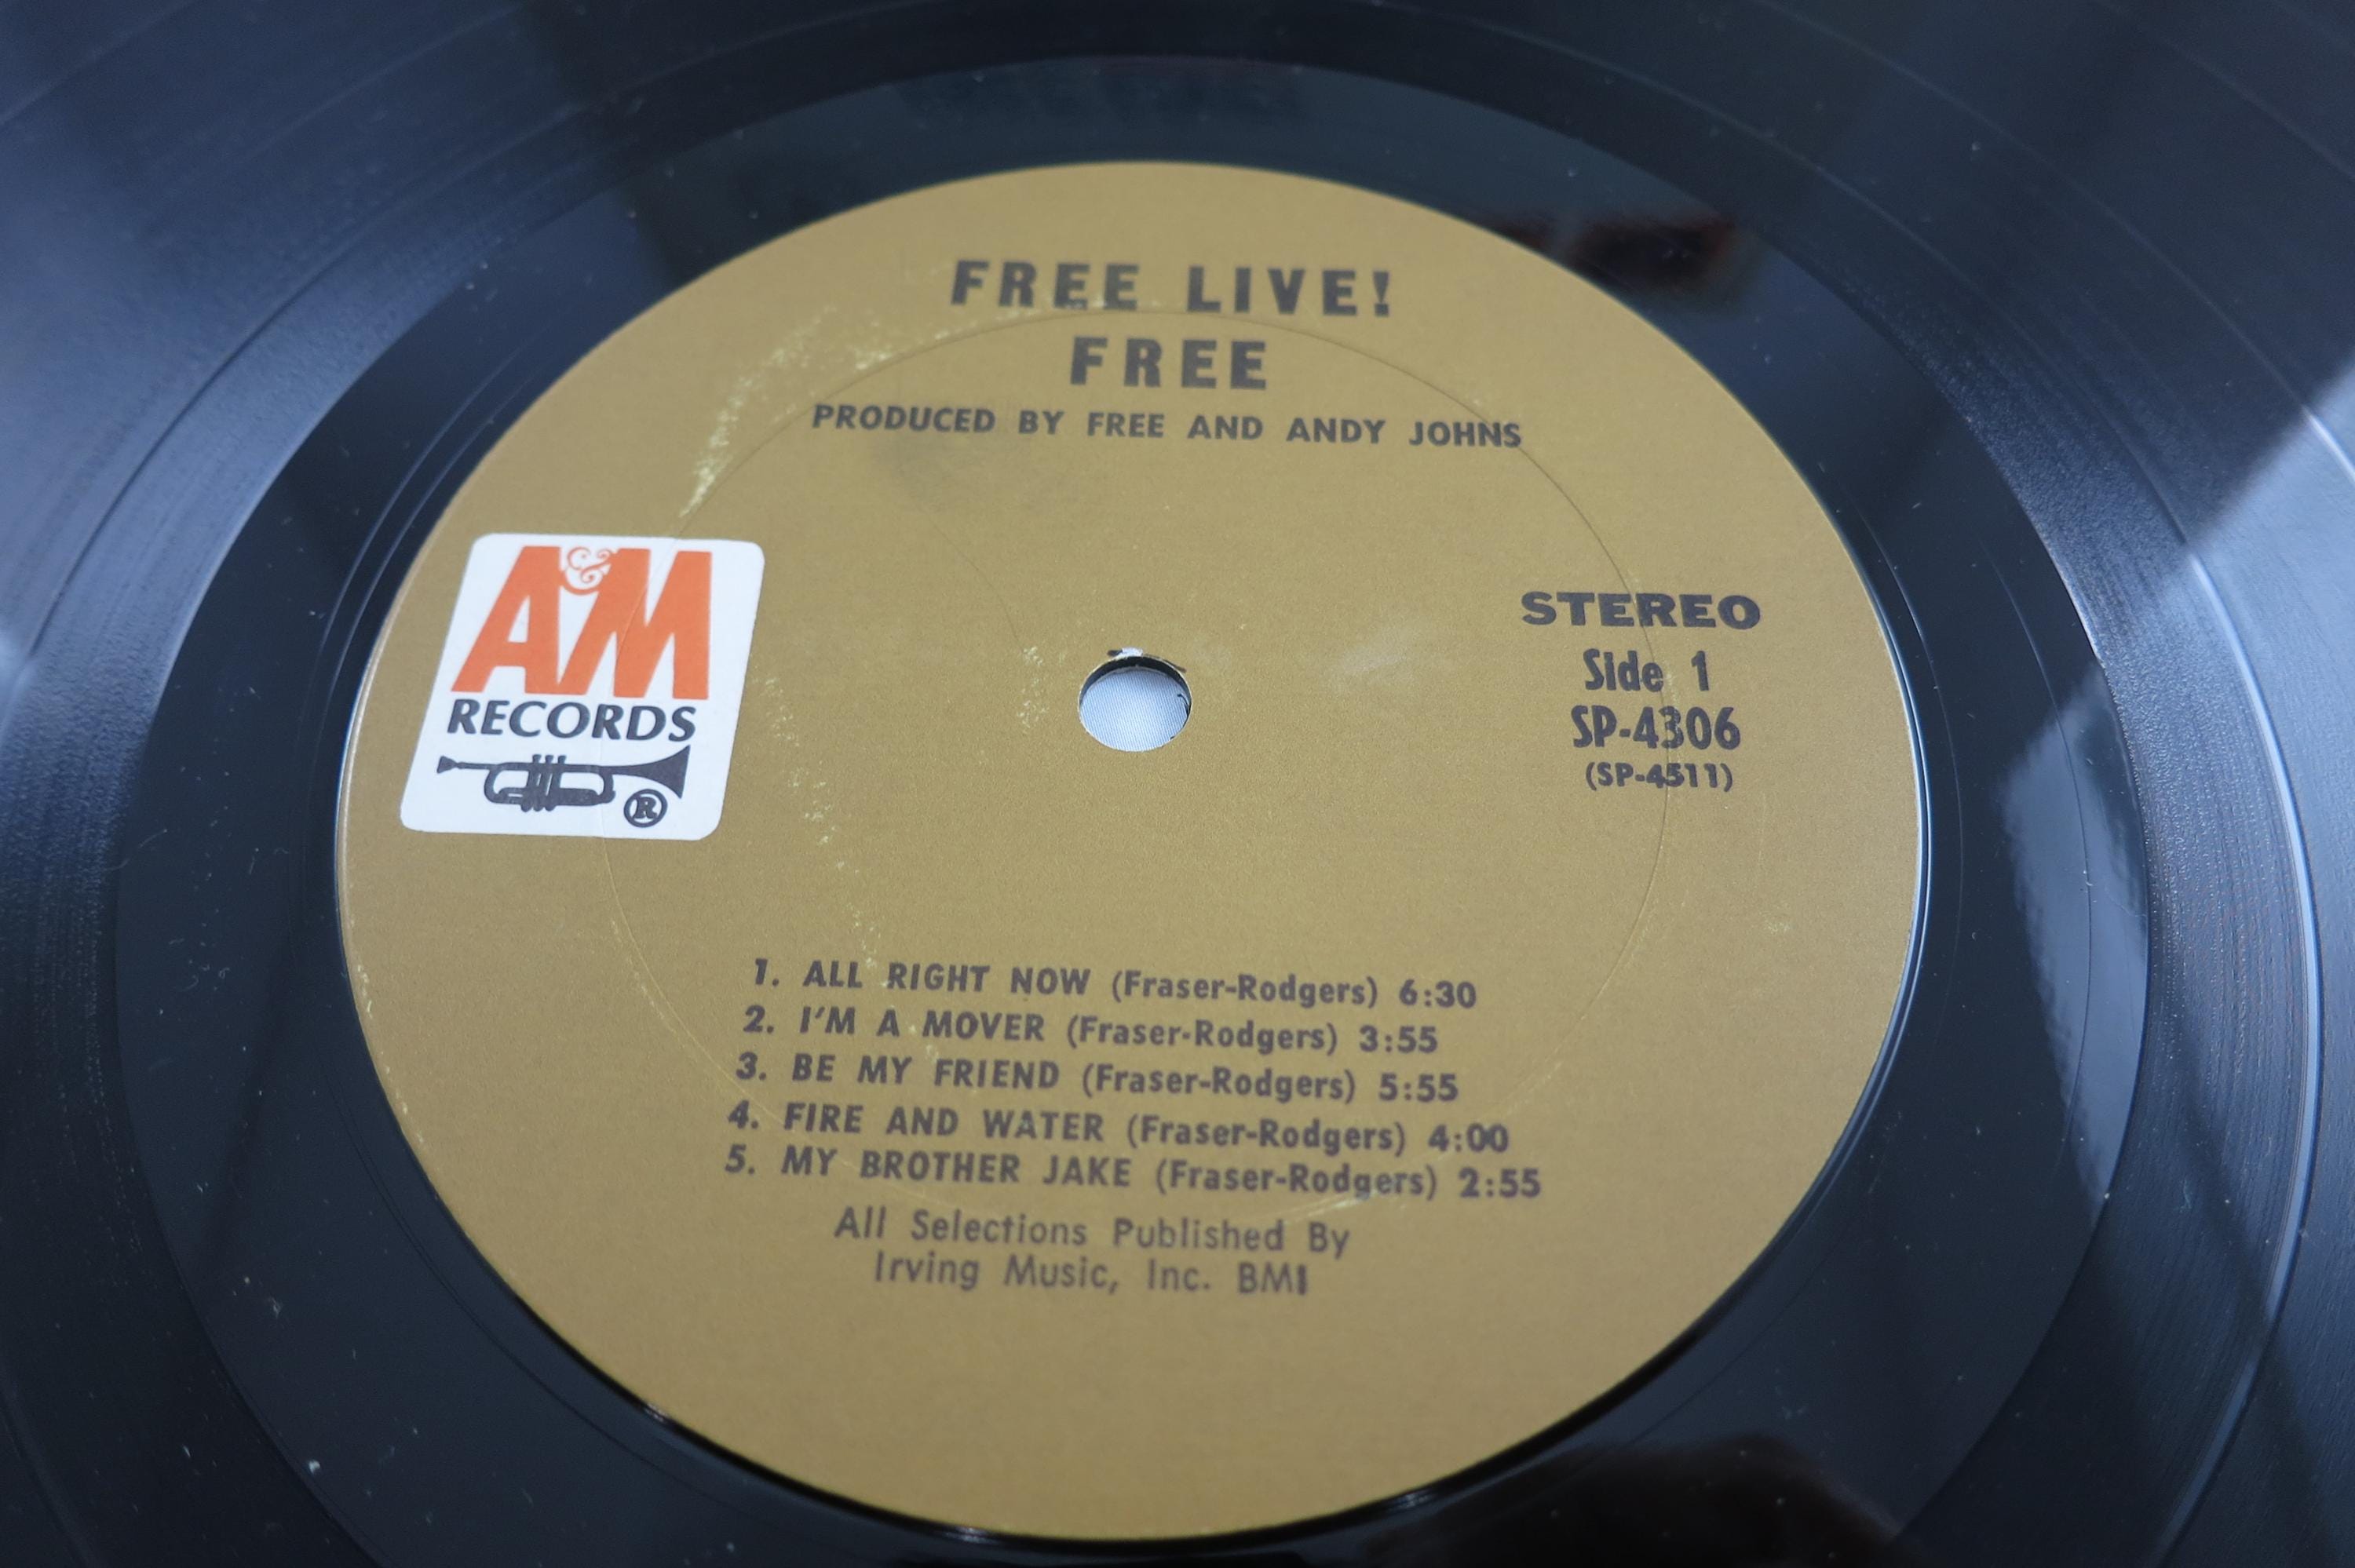 FREE LIVE!
FREE
PRODUCED BY FREE AND ANDY JOHNS
A&M
RECORDS
®
STEREO
Side 1
SP-4306
(SP-4511)
1. ALL RIGHT NOW (Fraser-Rodgers) 6:30
2. I'M A MOVER (Fraser-Rodgers) 3:55
3. BE MY FRIEND (Fraser-Rodgers) 5:55
4. FIRE AND WATER (Fraser-Rodgers) 4:00
5. MY BROTHER JAKE (Fraser-Rodgers) 2:55
All Selections Published By
Irving Music, Inc. BMI